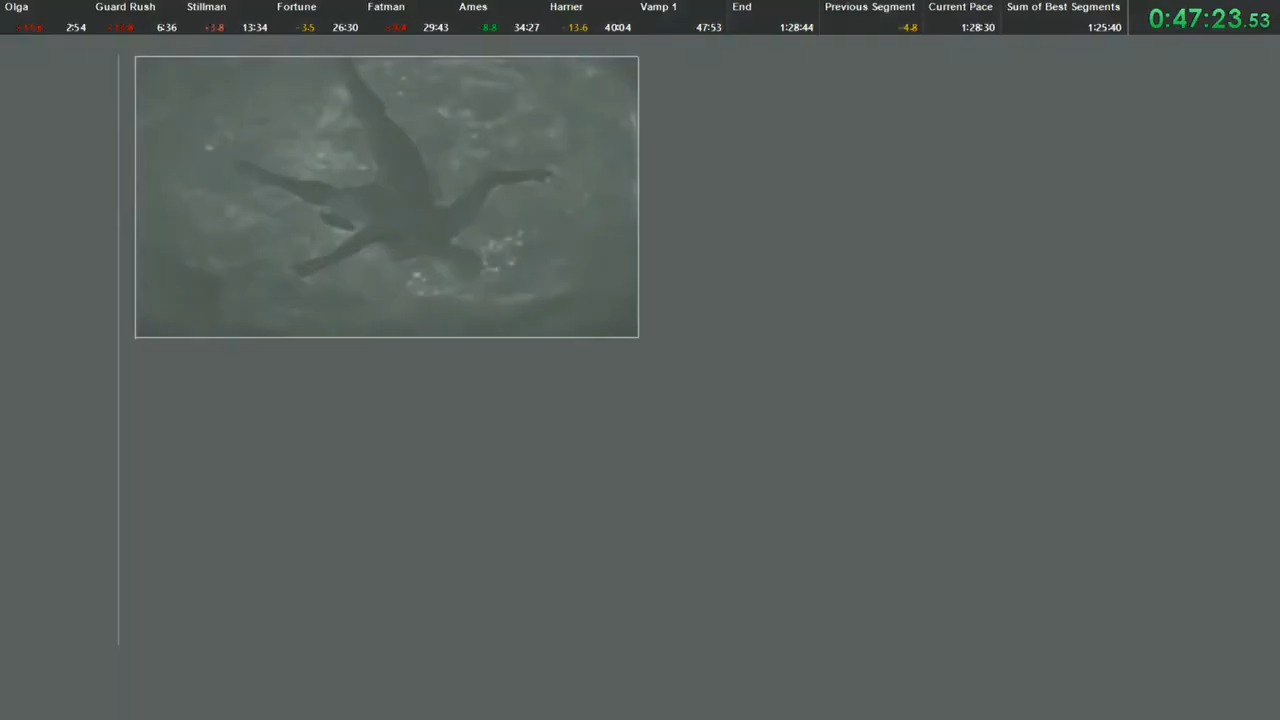 Olga Guard Rush Stillman Fortune Fatman Ames Harrier Vamp 1 End Previous Segment Current Pace Sum of Best Segments 0:47:23.53
2:54 6:36 +3.8 13:34 -3.5 26:30 29:43 -8.8 34:27 -13.6 40:04 47:53 1:28:44 -4.8 1:28:30 1:25:40